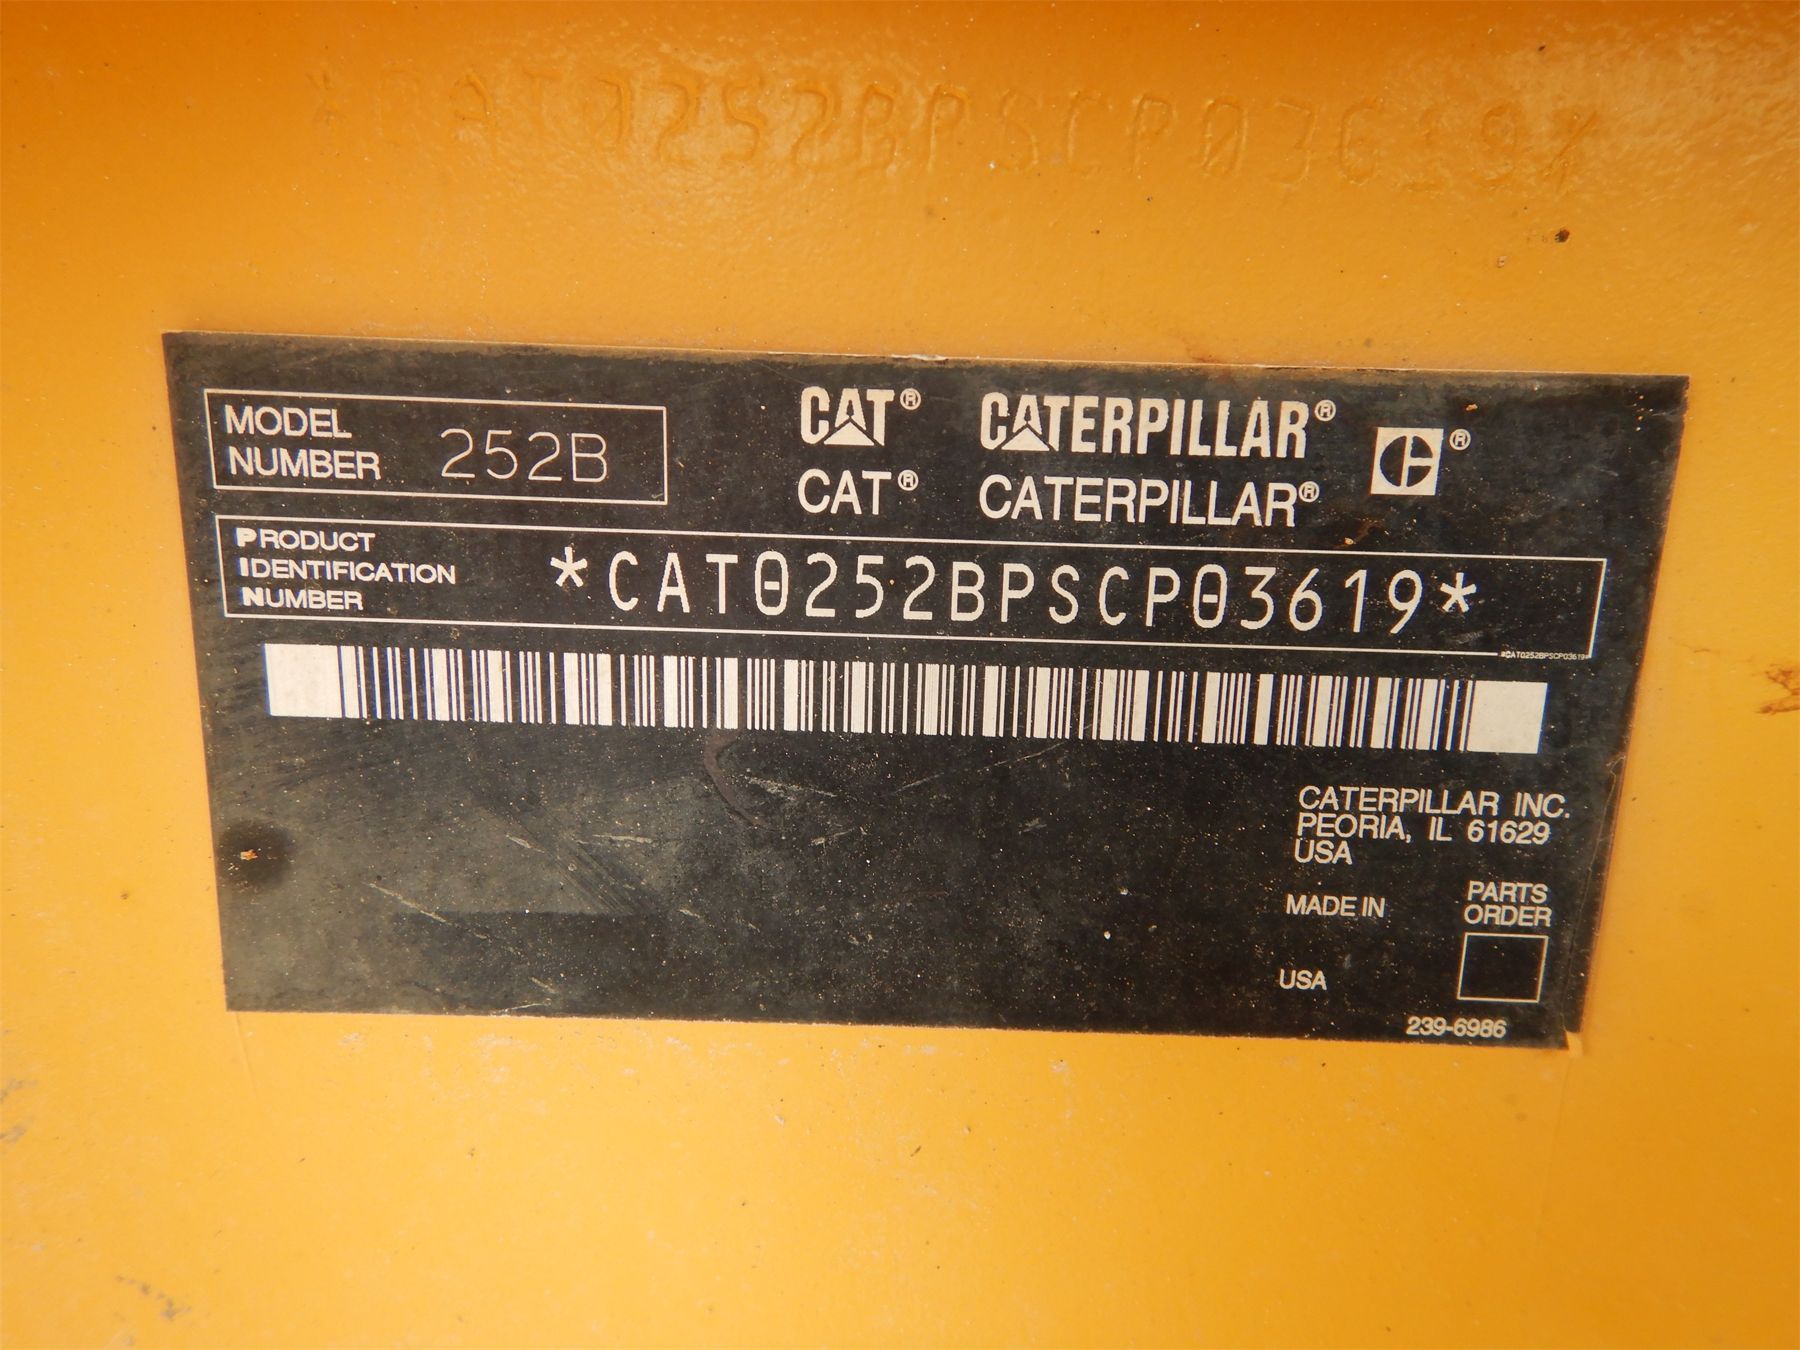 *CAT0252BPSCP03619*
MODEL
NUMBER 252B
CAT® CATERPILLAR® ®
CAT® CATERPILLAR®
PRODUCT
IDENTIFICATION
NUMBER
*CAT0252BPSCP03619*
*CAT0252BPSCP03619*
CATERPILLAR INC.
PEORIA, IL 61629
USA
MADE IN
PARTS
ORDER
USA
239-6986